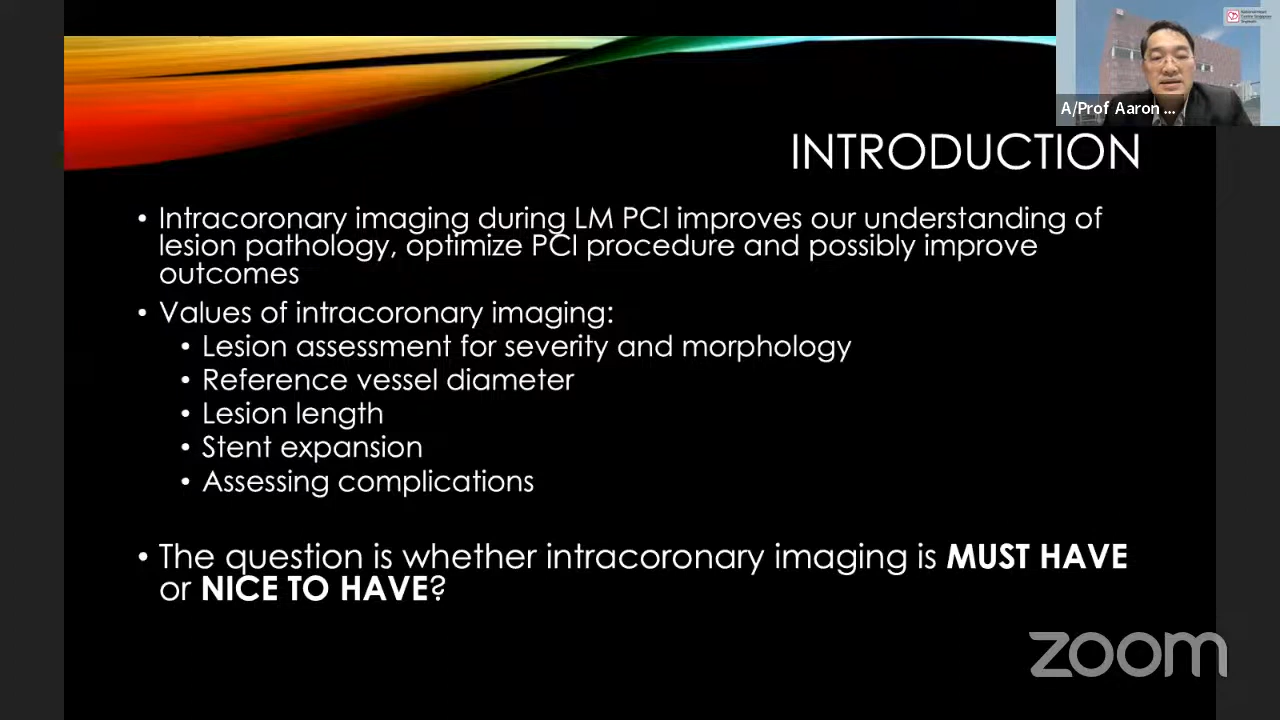 A/Prof Aaron ...
INTRODUCTION
• Intracoronary imaging during LM PCI improves our understanding of
lesion pathology, optimize PCI procedure and possibly improve
outcomes
• Values of intracoronary imaging:
• Lesion assessment for severity and morphology
• Reference vessel diameter
• Lesion length
• Stent expansion
• Assessing complications
• The question is whether intracoronary imaging is MUST HAVE
or NICE TO HAVE?
zoom